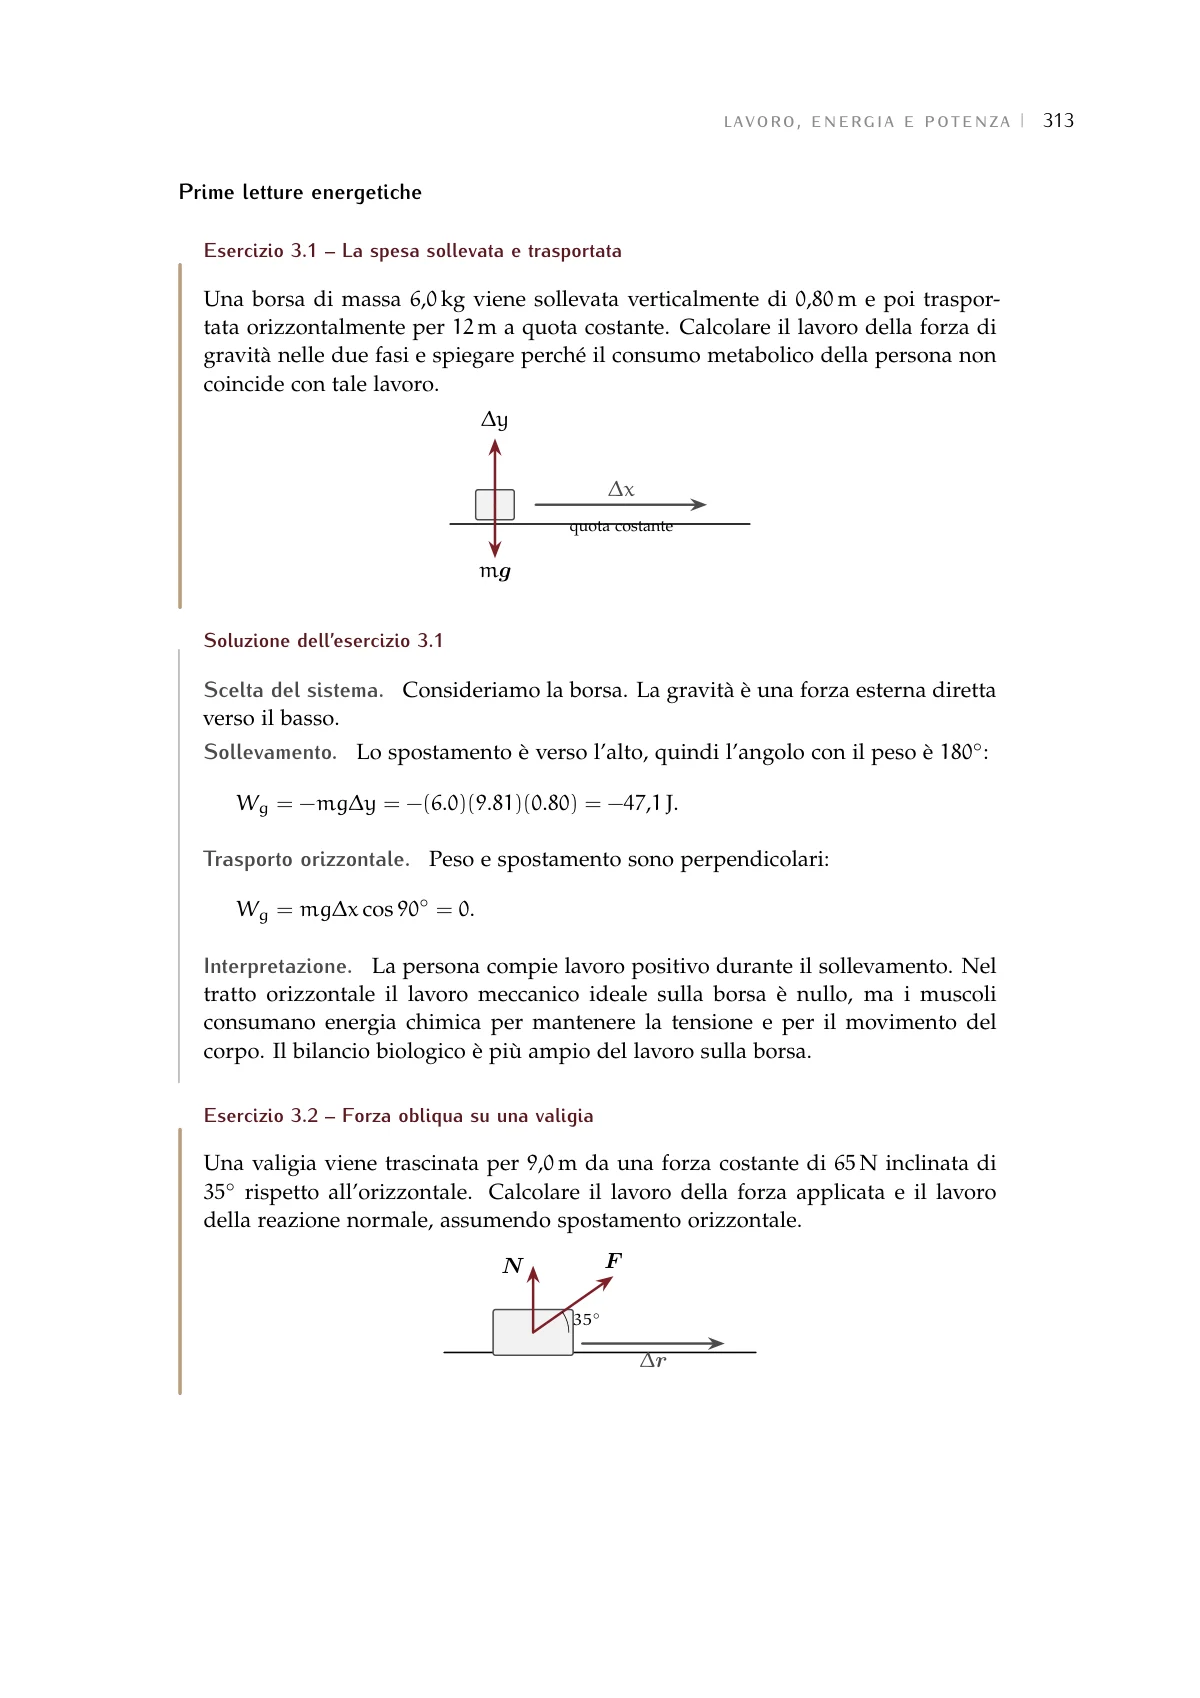 LAVORO, ENERGIA E POTENZA | 313
Prime letture energetiche
Esercizio 3.1 – La spesa sollevata e trasportata
Una borsa di massa 6,0 kg viene sollevata verticalmente di 0,80 m e poi traspor-
tata orizzontalmente per 12 m a quota costante. Calcolare il lavoro della forza di
gravità nelle due fasi e spiegare perché il consumo metabolico della persona non
coincide con tale lavoro.
Δy
Δx
quota costante
mg
Soluzione dell’esercizio 3.1
Scelta del sistema. Consideriamo la borsa. La gravità è una forza esterna diretta
verso il basso.
Sollevamento. Lo spostamento è verso l’alto, quindi l’angolo con il peso è 180°:
W_g = −mgΔy = −(6.0)(9.81)(0.80) = −47,1 J.
Trasporto orizzontale. Peso e spostamento sono perpendicolari:
W_g = mgΔx cos 90° = 0.
Interpretazione. La persona compie lavoro positivo durante il sollevamento. Nel
tratto orizzontale il lavoro meccanico ideale sulla borsa è nullo, ma i muscoli
consumano energia chimica per mantenere la tensione e per il movimento del
corpo. Il bilancio biologico è più ampio del lavoro sulla borsa.
Esercizio 3.2 – Forza obliqua su una valigia
Una valigia viene trascinata per 9,0 m da una forza costante di 65 N inclinata di
35° rispetto all’orizzontale. Calcolare il lavoro della forza applicata e il lavoro
della reazione normale, assumendo spostamento orizzontale.
N F
35°
Δr